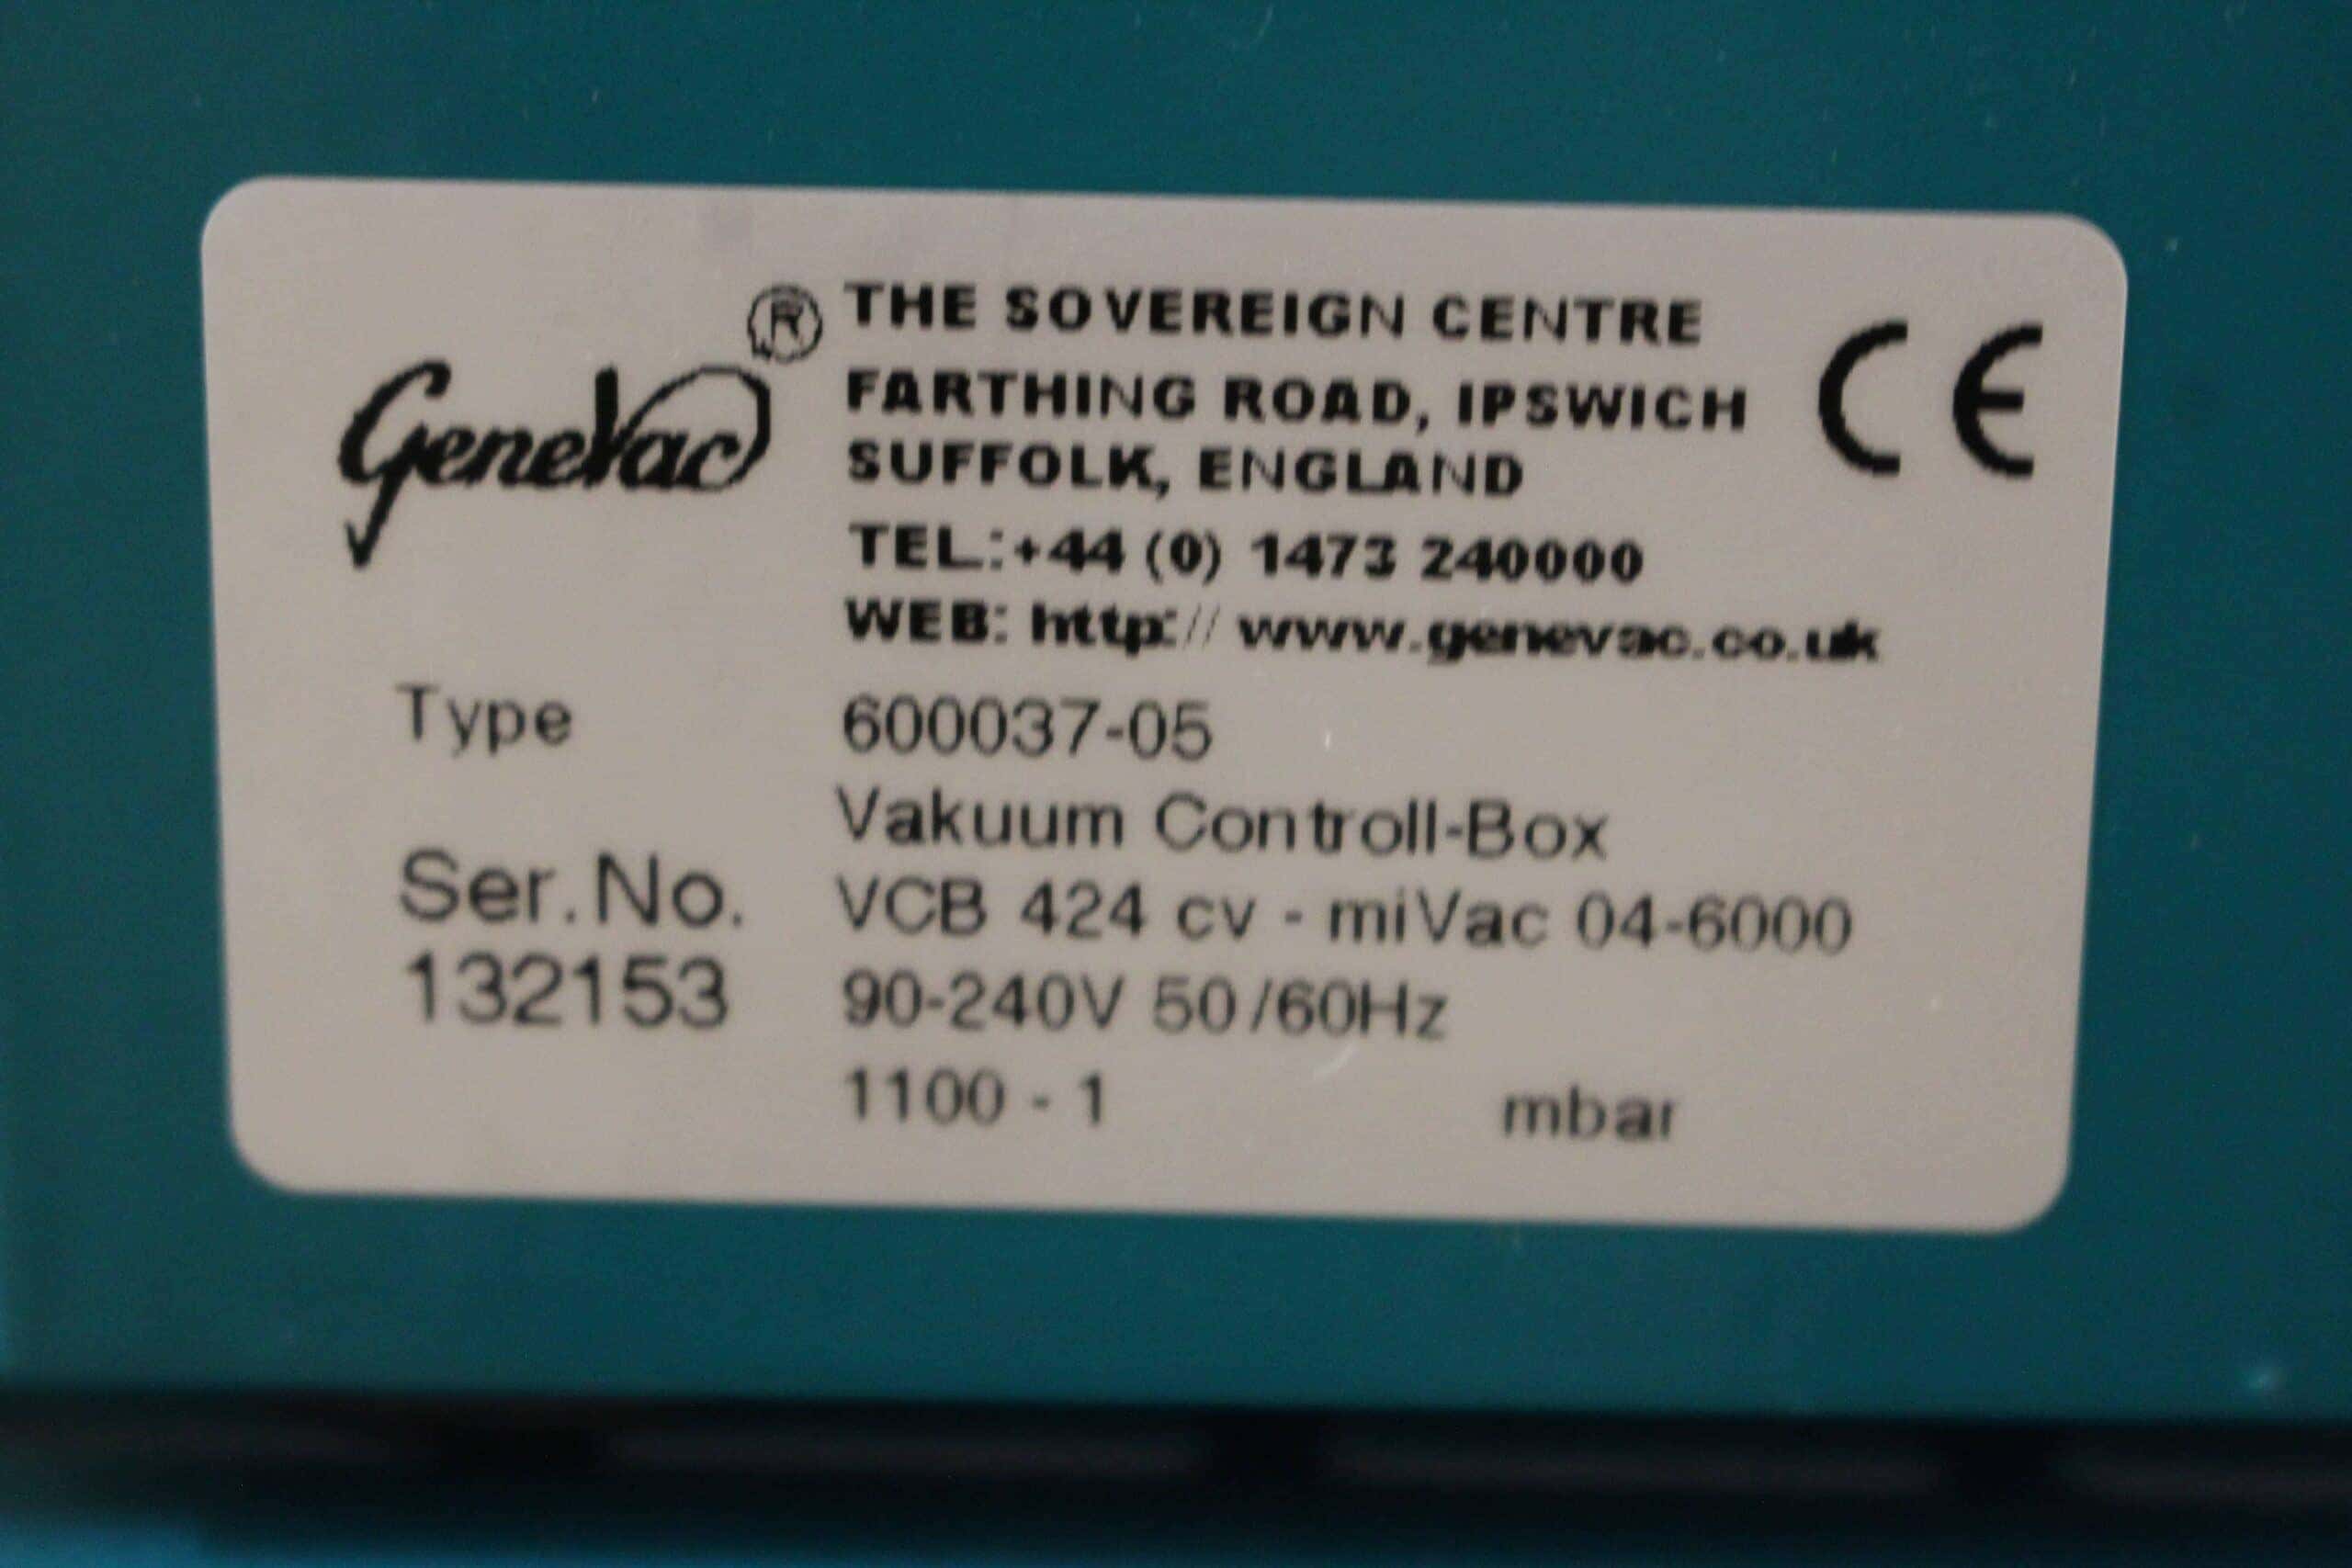 GeneVac®
THE SOVEREIGN CENTRE
FARTHING ROAD, IPSWICH
SUFFOLK, ENGLAND
TEL.:+44 (0) 1473 240000
WEB: http:// www.genevac.co.uk
CE
Type 600037-05
Vakuum Controll-Box
Ser.No. VCB 424 cv - miVac 04-6000
132153 90-240V 50/60Hz
1100 - 1 mbar